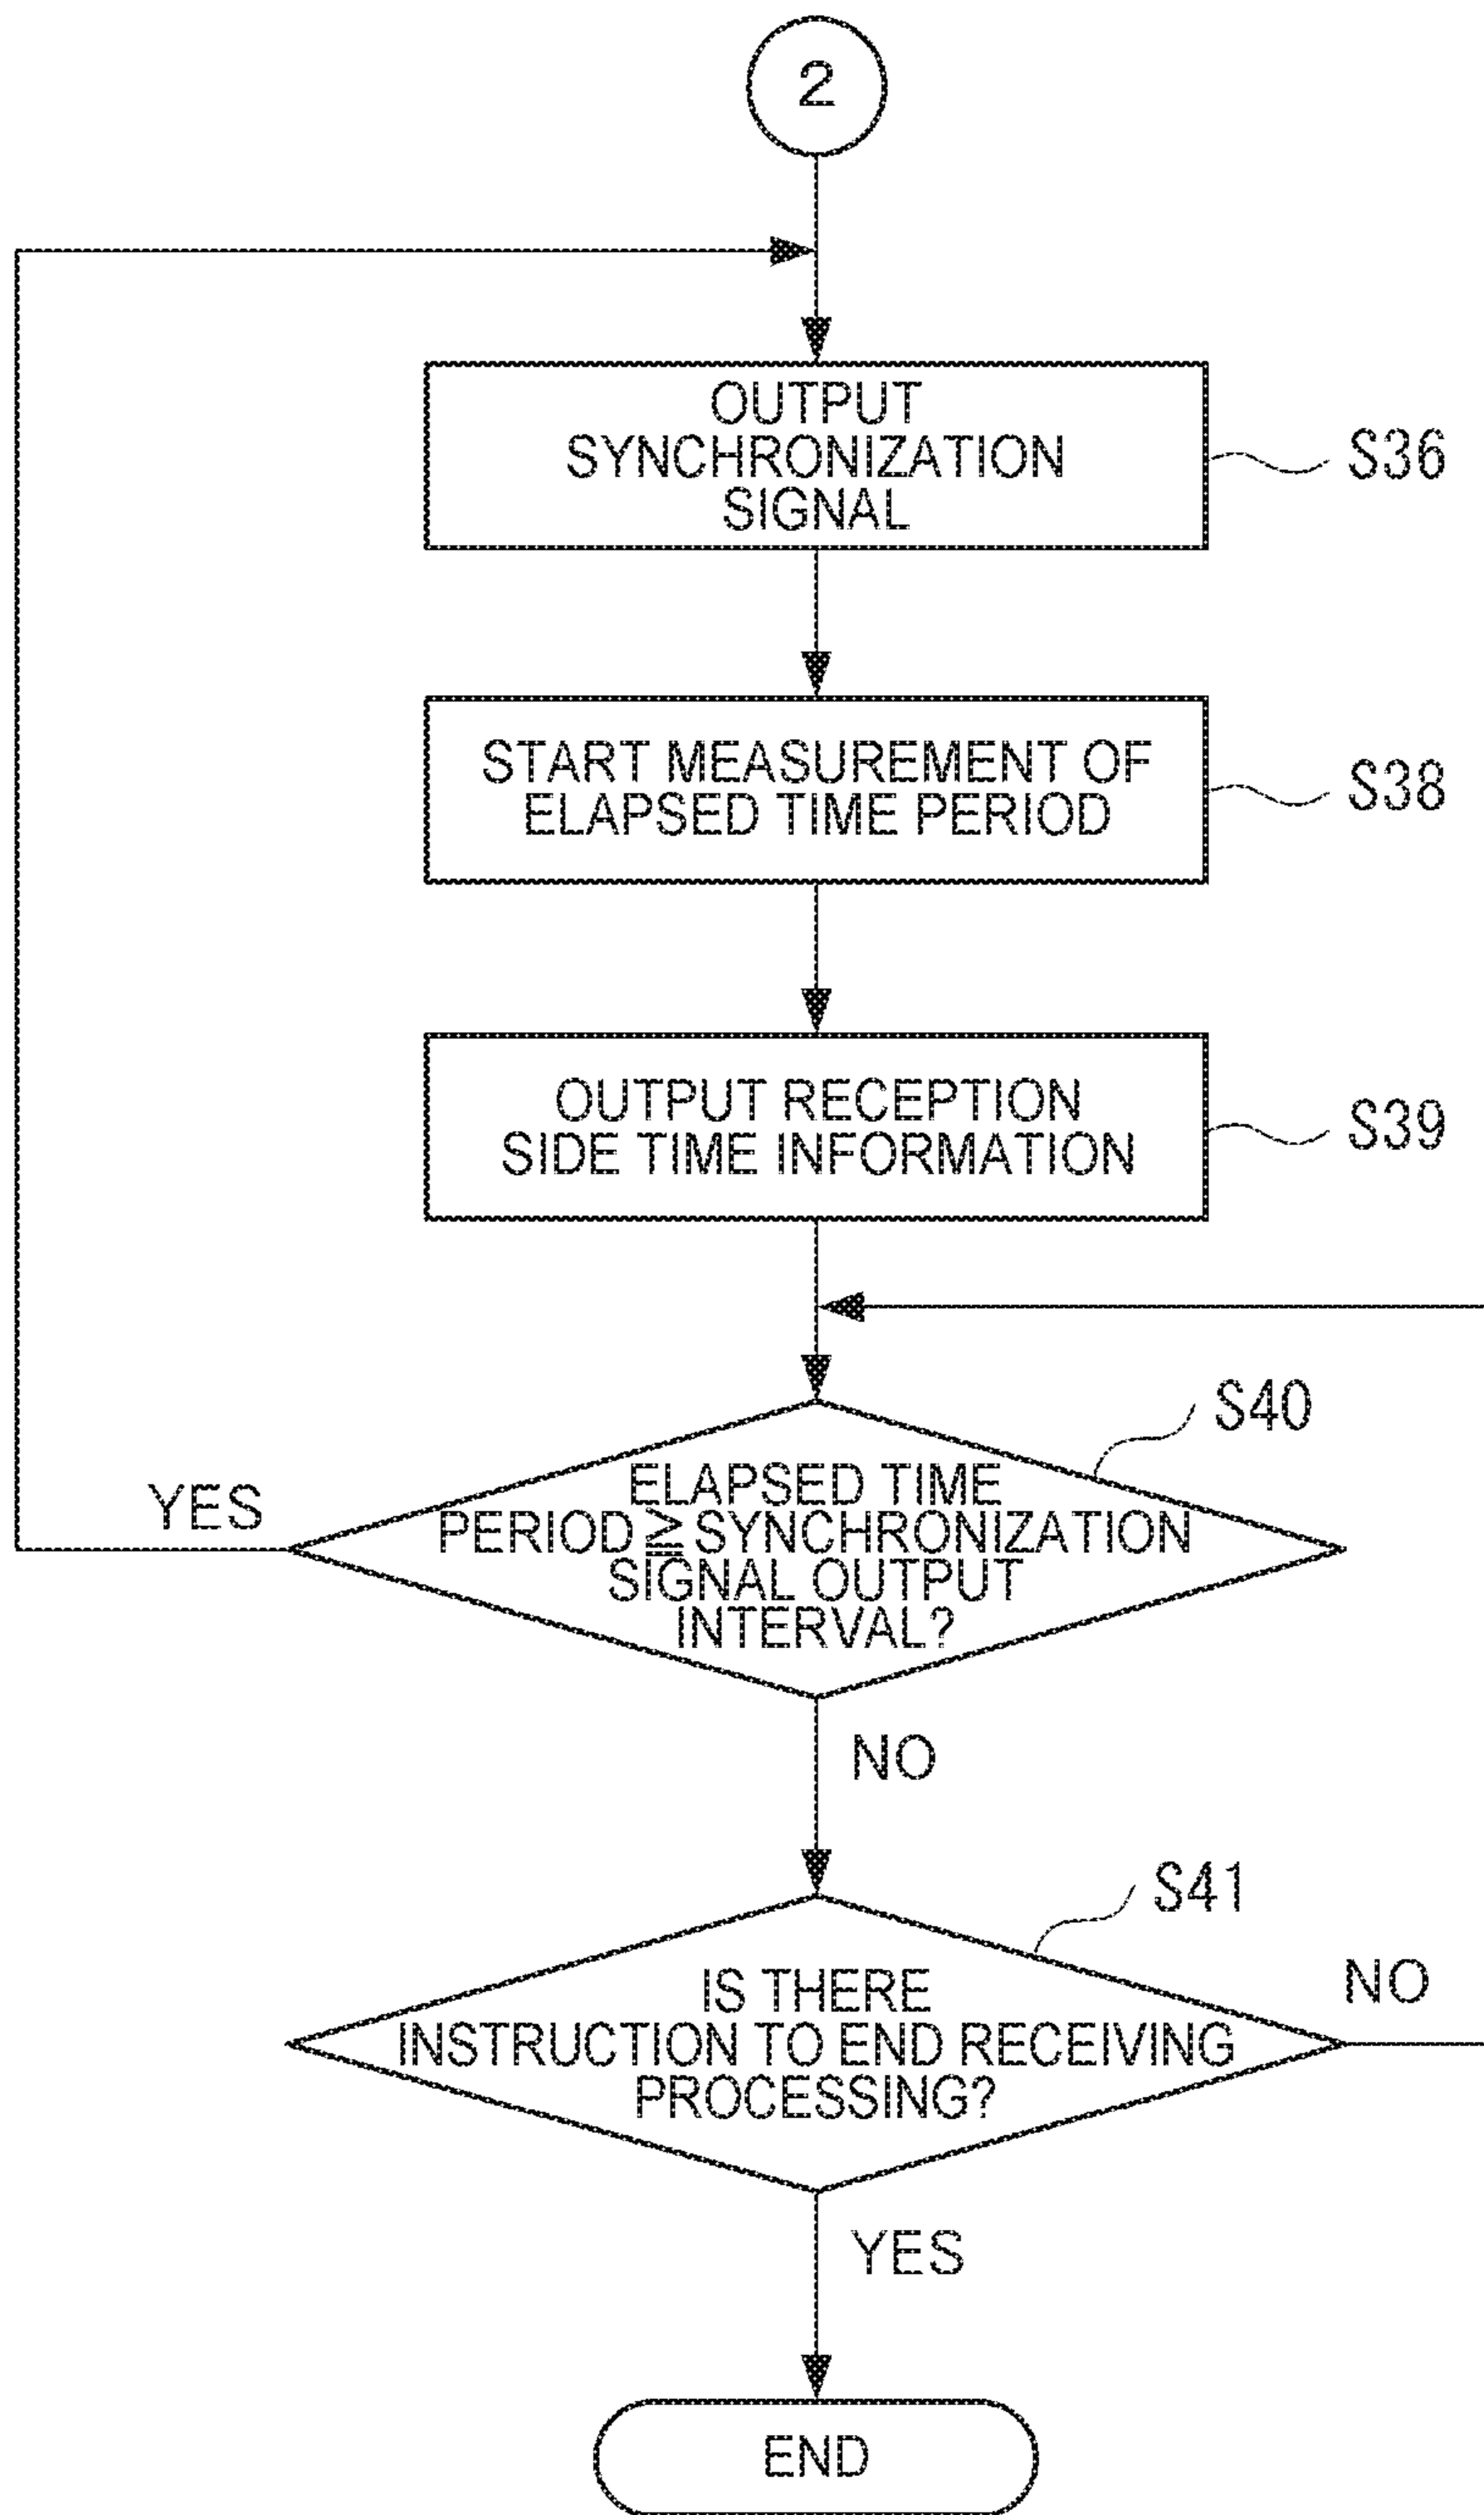 2
OUTPUT
SYNCHRONIZATION
SIGNAL
S36
START MEASUREMENT OF
ELAPSED TIME PERIOD
S38
OUTPUT RECEPTION
SIDE TIME INFORMATION
S39
S40
YES
ELAPSED TIME
PERIOD≧SYNCHRONIZATION
SIGNAL OUTPUT
INTERVAL?
NO
S41
IS THERE
INSTRUCTION TO END RECEIVING
PROCESSING?
NO
YES
END